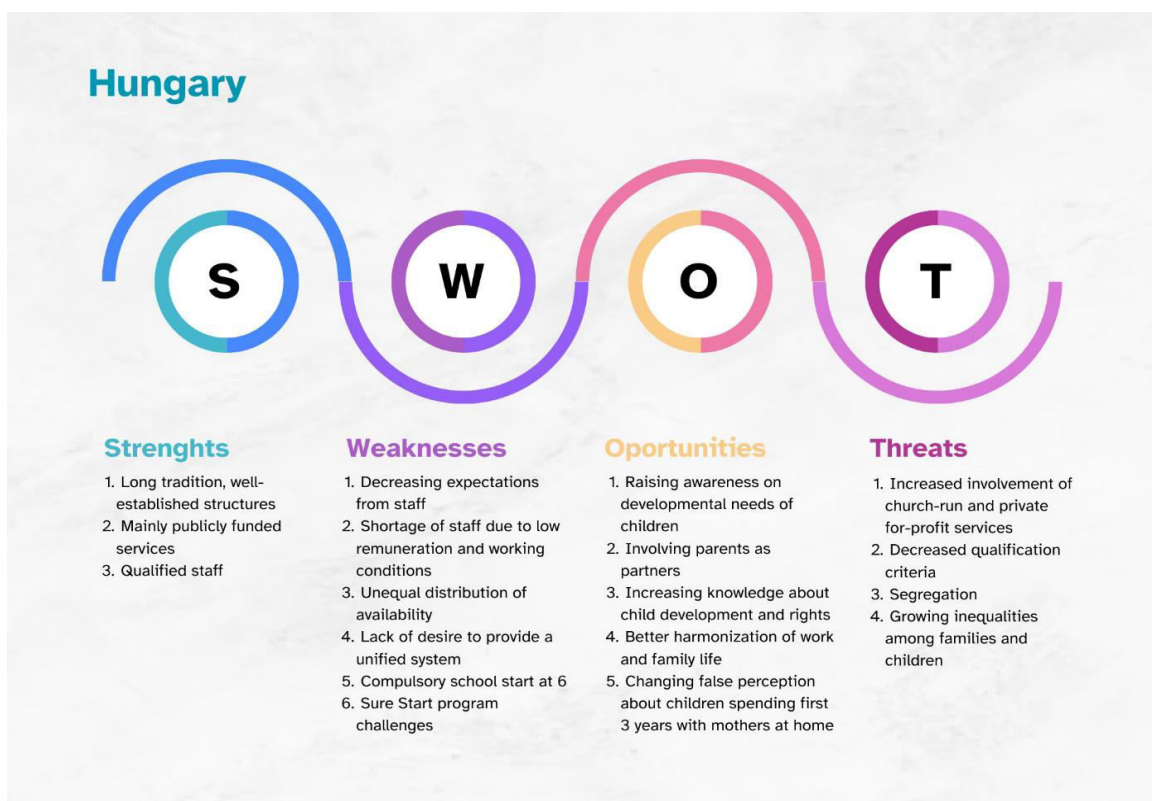 Hungary
S
W
O
T
Strenghts
1. Long tradition, well-
established structures
2. Mainly publicly funded
services
3. Qualified staff
Weaknesses
1. Decreasing expectations
from staff
2. Shortage of staff due to low
remuneration and working
conditions
3. Unequal distribution of
availability
4. Lack of desire to provide a
unified system
5. Compulsory school start at 6
6. Sure Start program
challenges
Oportunities
1. Raising awareness on
developmental needs of
children
2. Involving parents as
partners
3. Increasing knowledge about
child development and rights
4. Better harmonization of work
and family life
5. Changing false perception
about children spending first
3 years with mothers at home
Threats
1. Increased involvement of
church-run and private
for-profit services
2. Decreased qualification
criteria
3. Segregation
4. Growing inequalities
among families and
children